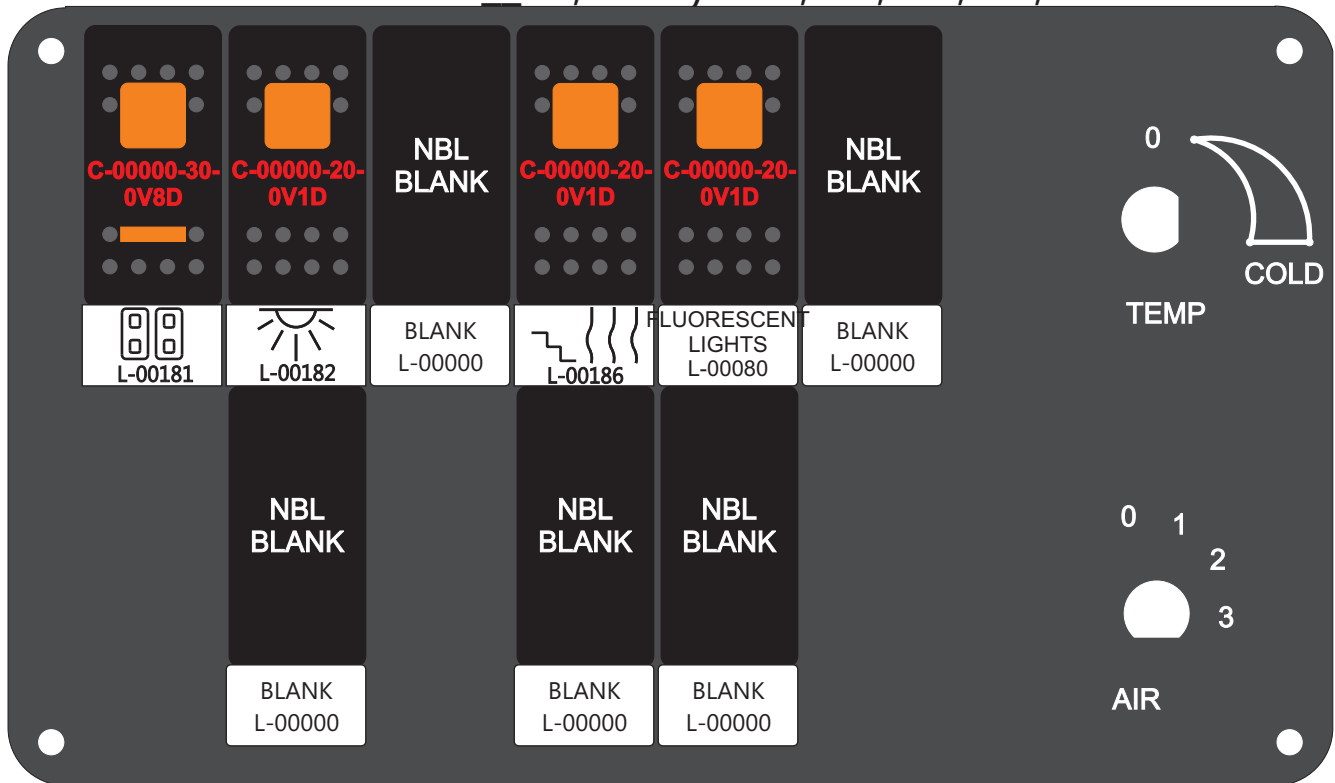 C-00000-30-
0V8D
C-00000-20-
0V1D
NBL
BLANK
C-00000-20-
0V1D
C-00000-20-
0V1D
NBL
BLANK
0
COLD
TEMP
L-00181
L-00182
BLANK
L-00000
L-00186
FLUORESCENT
LIGHTS
L-00080
BLANK
L-00000
NBL
BLANK
NBL
BLANK
NBL
BLANK
0
1
2
3
AIR
BLANK
L-00000
BLANK
L-00000
BLANK
L-00000